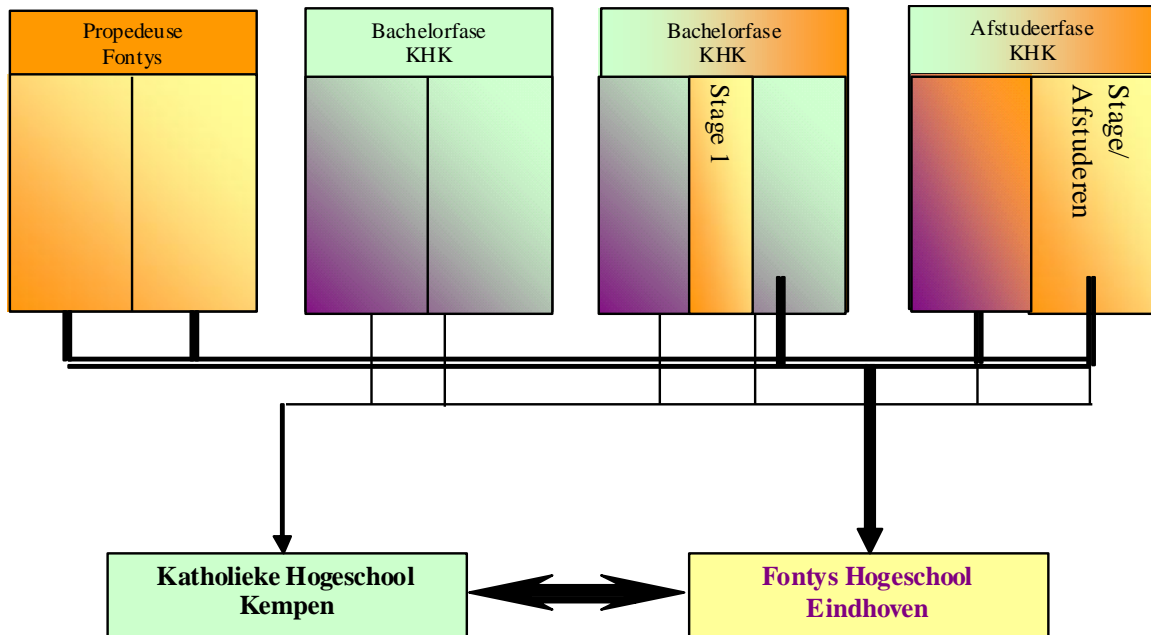 Propedeuse
Fontys
Bachelorfase
KHK
Bachelorfase
KHK
Afstudeerfase
KHK
Stage 1
Stage/
Afstuderen
Katholieke Hogeschool
Kempen
Fontys Hogeschool
Eindhoven